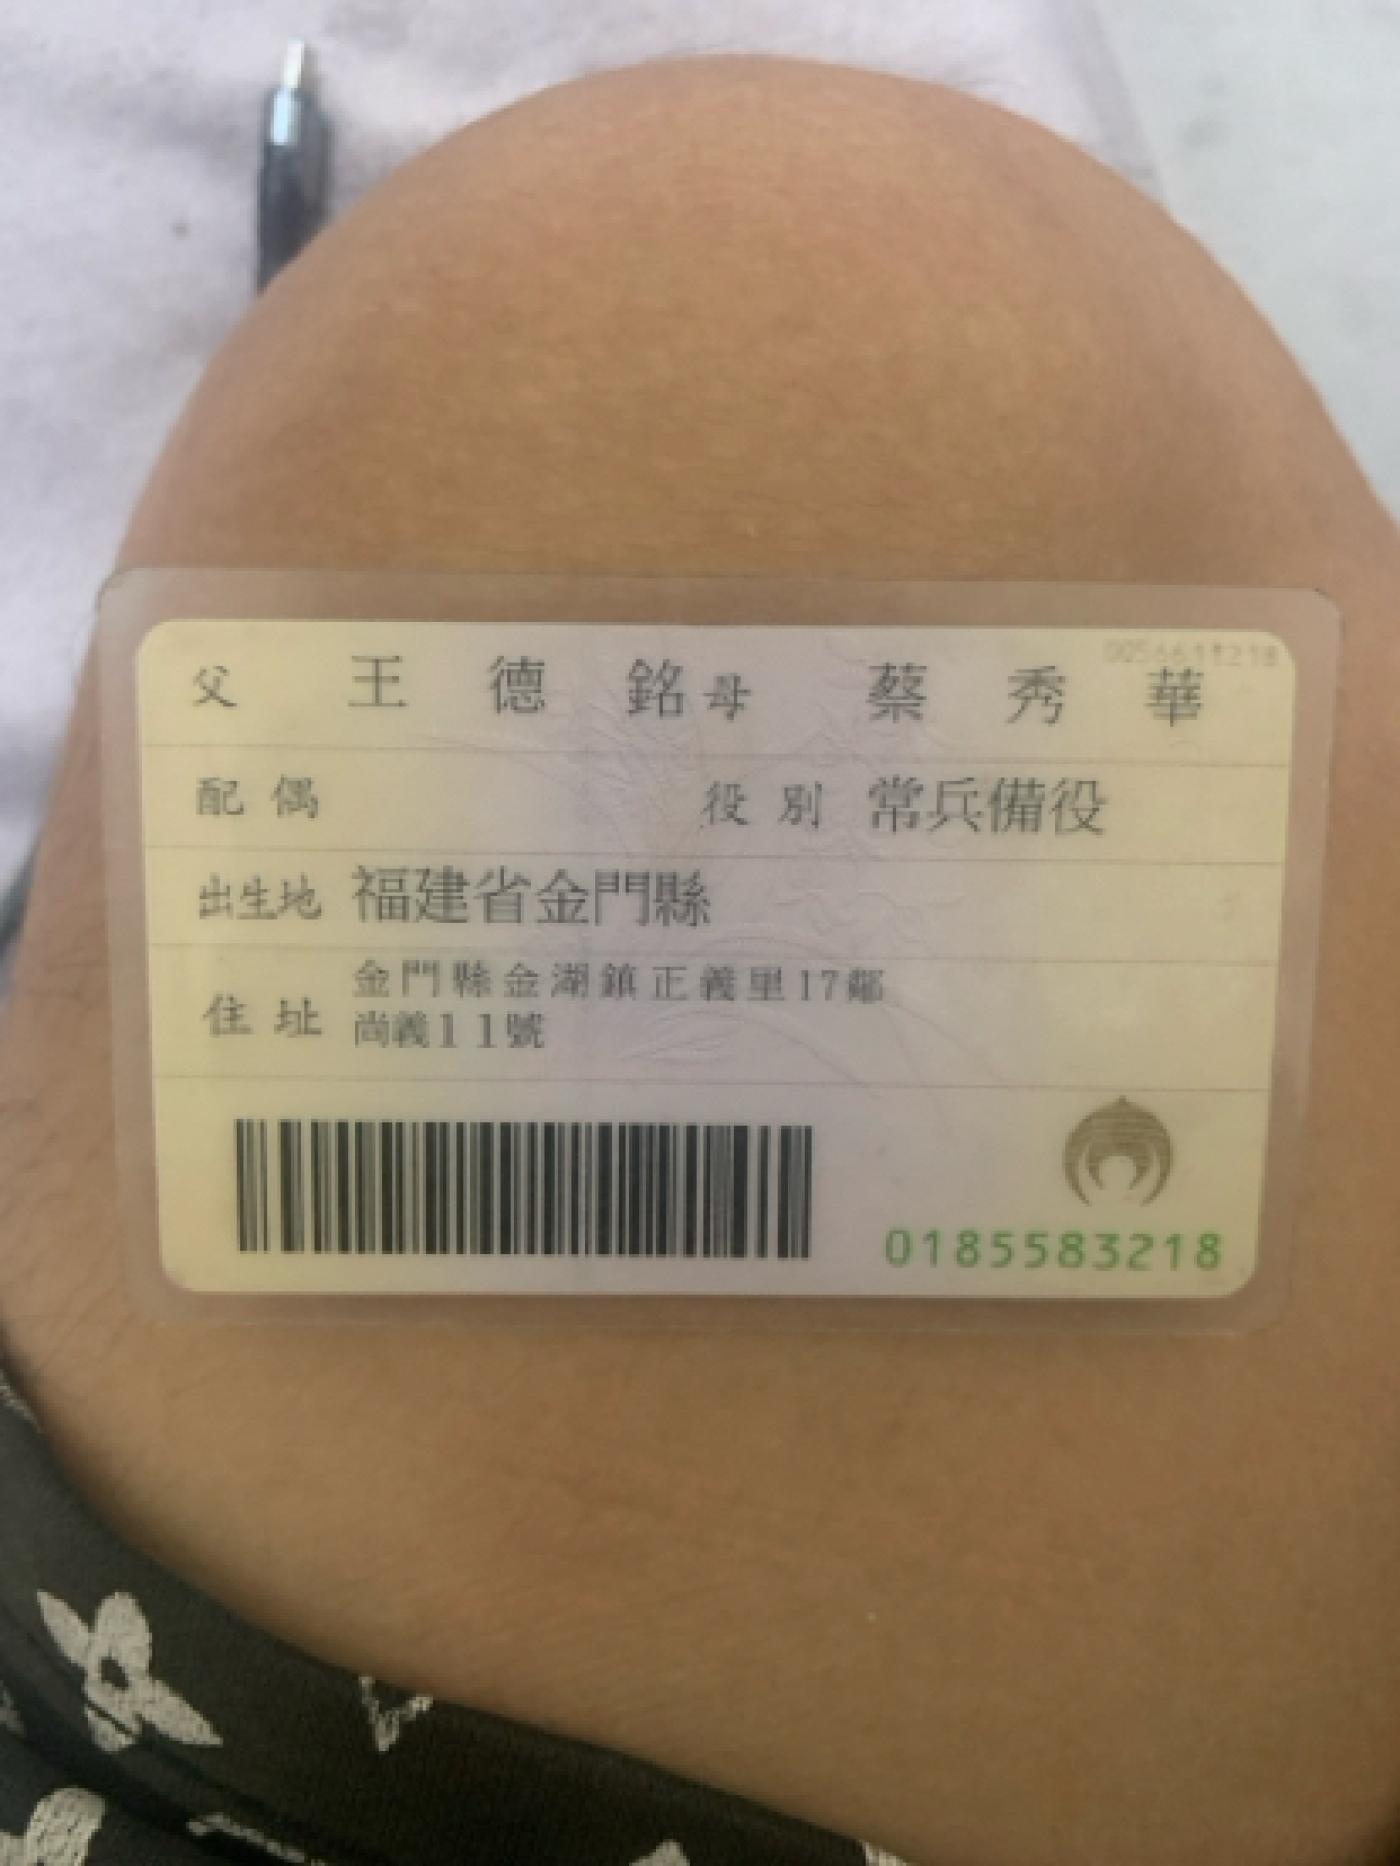 父 王德銘 母 蔡秀華
配偶 役別 常兵備役
出生地 福建省金門縣
住址 金門縣金湖鎮正義里17鄰
尚義11號
0185583218